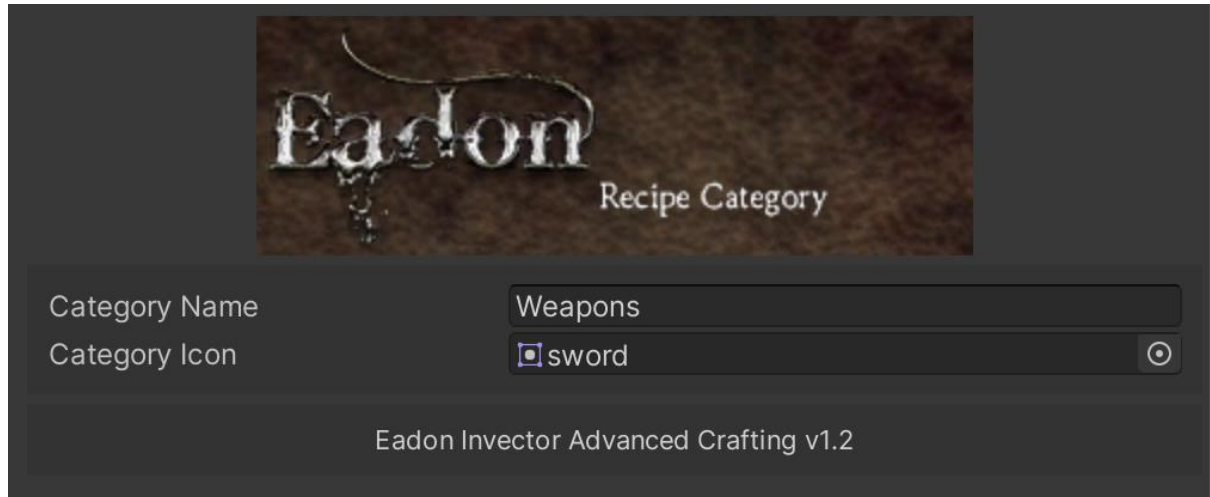 Eadon
Recipe Category
Category Name Weapons
Category Icon sword
Eadon Invector Advanced Crafting v1.2